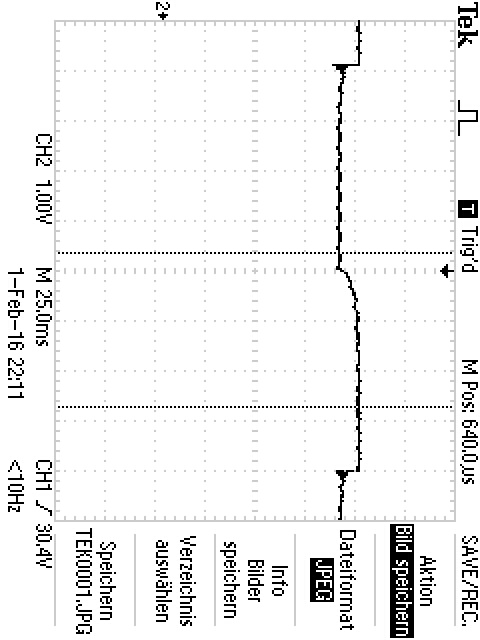 Tek
T Trig'd
M Pos: 640.0µs
SAVE/REC.
Aktion
Bild speichern
Dateiformat
JPEG
Info
Bilder
speichern
Verzeichnis
auswählen
Speichern
TEK0001.JPG
2
CH2 1.00V
M 25.0ms
CH1 / 30.4V
1-Feb-16 22:11
<10Hz